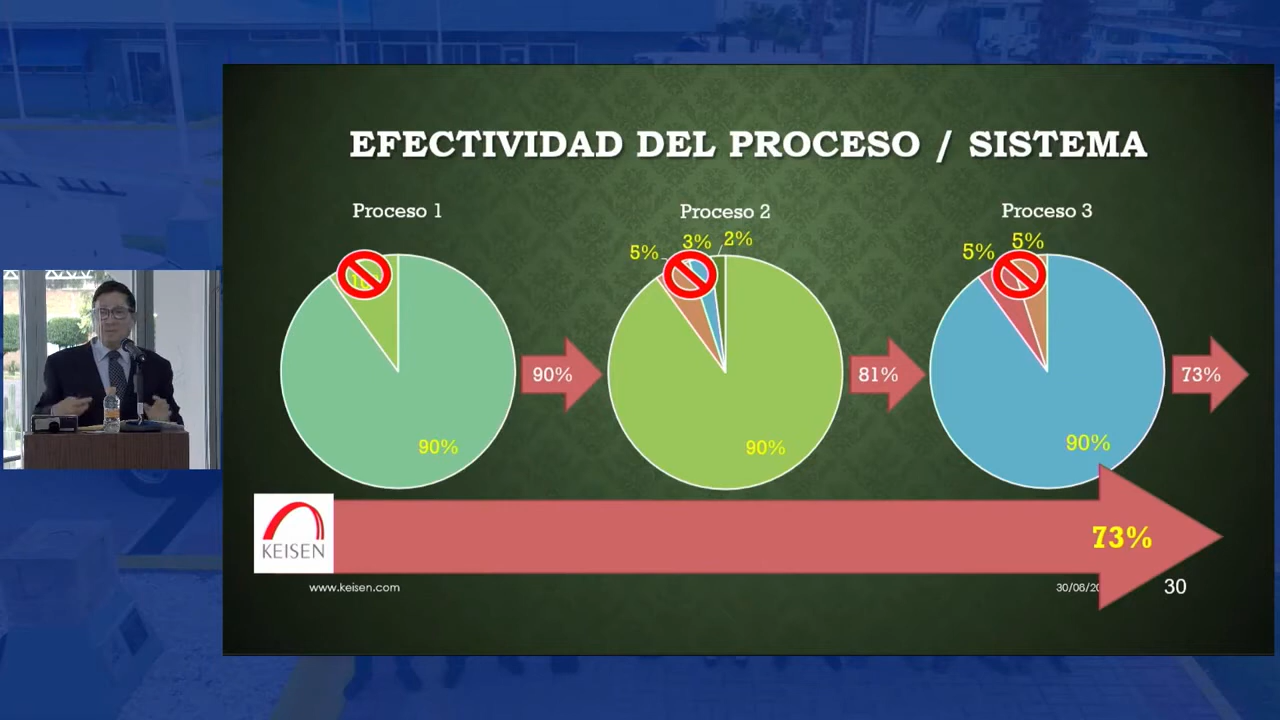 EFECTIVIDAD DEL PROCESO / SISTEMA
Proceso 1
Proceso 2
Proceso 3
5%
3%
2%
5%
5%
90%
81%
73%
90%
90%
90%
73%
KEISEN
www.keisen.com
30